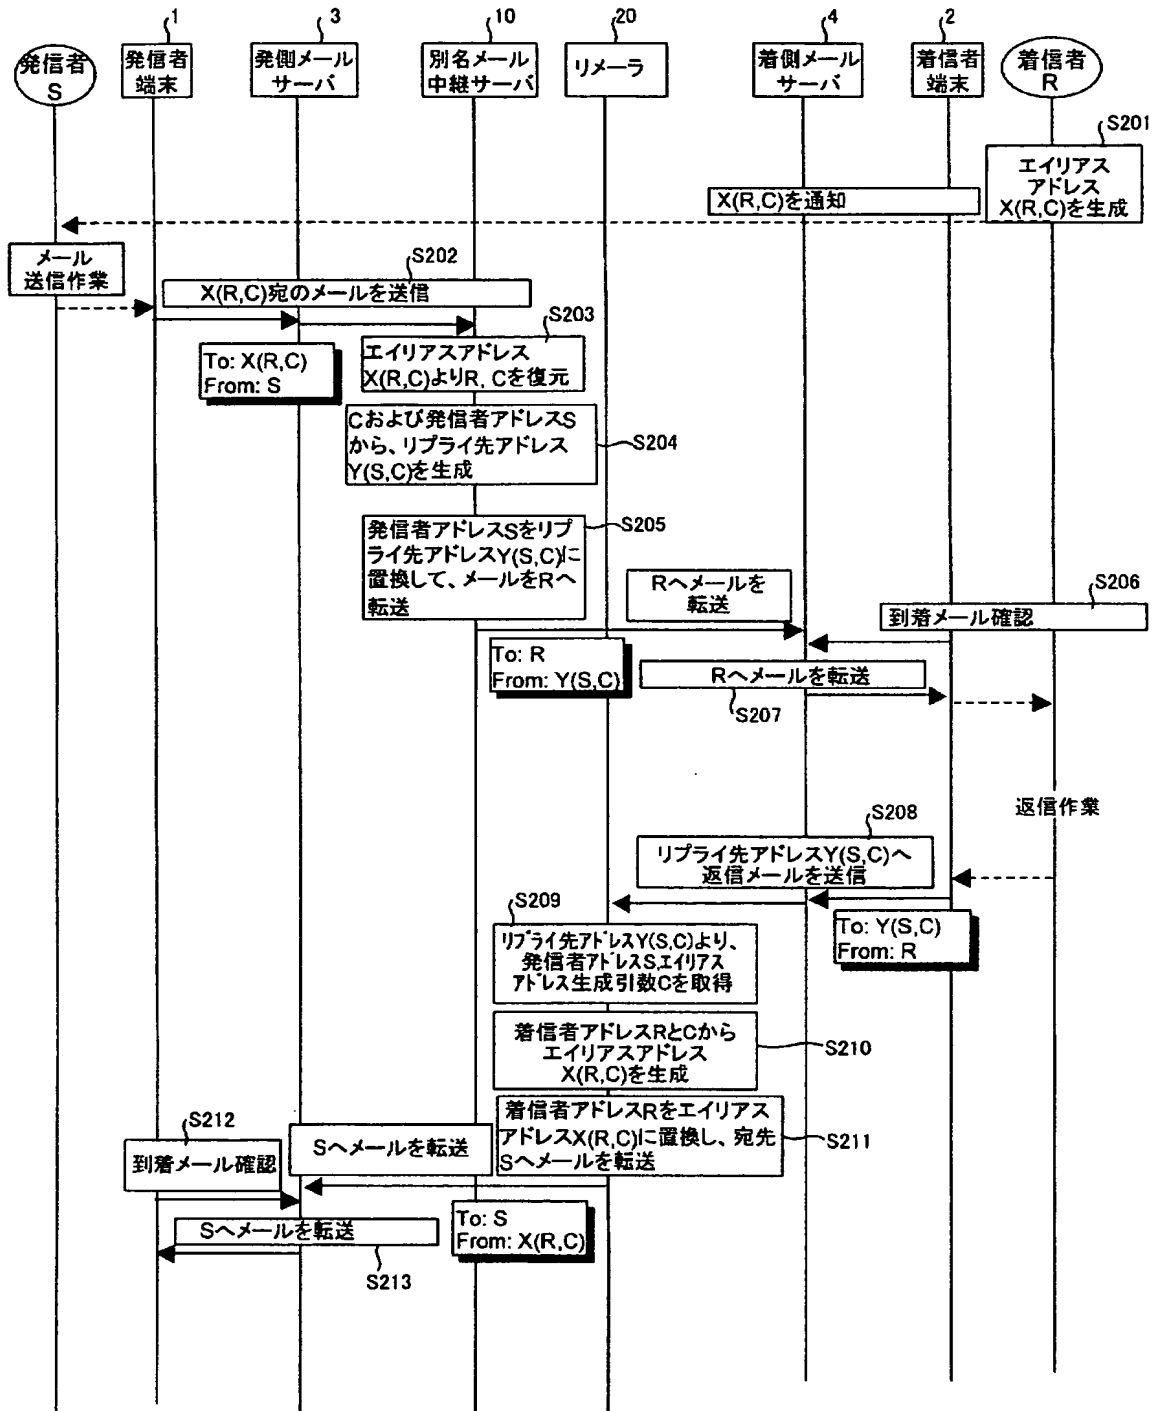 1
3
10
20
4
2
発信者
S
発信者
端末
発側メール
サーバ
別名メール
中継サーバ
リメーラ
着側メール
サーバ
着信者
端末
着信者
R
S201
エイリアス
アドレス
X(R,C)を生成
X(R,C)を通知
メール
送信作業
S202
X(R,C)宛のメールを送信
S203
To: X(R,C)
From: S
エイリアスアドレス
X(R,C)よりR, Cを復元
Cおよび発信者アドレスS
から、リプライ先アドレス
Y(S,C)を生成
S204
発信者アドレスSをリプ
ライ先アドレスY(S,C)に
置換して、メールをRへ
転送
S205
Rへメールを
転送
S206
到着メール確認
To: R
From: Y(S,C)
Rへメールを転送
S207
返信作業
S208
リプライ先アドレスY(S,C)へ
返信メールを送信
To: Y(S,C)
From: R
S209
リプライ先アドレスY(S,C)より、
発信者アドレスS,エイリアス
アドレス生成引数Cを取得
着信者アドレスRとCから
エイリアスアドレス
X(R,C)を生成
S210
着信者アドレスRをエイリアス
アドレスX(R,C)に置換し、宛先
Sへメールを転送
S211
S212
到着メール確認
Sへメールを転送
To: S
From: X(R,C)
Sへメールを転送
S213